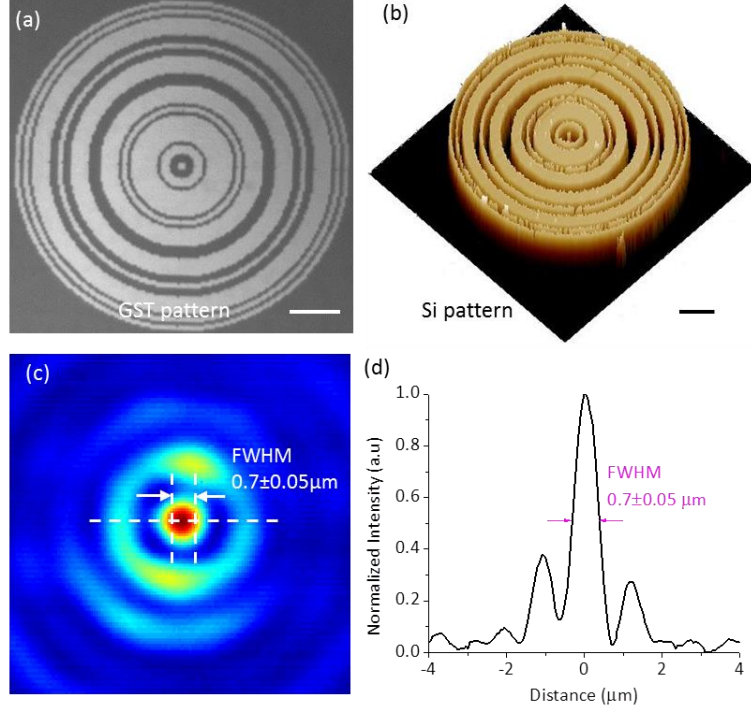 (a)
GST pattern
(b)
Si pattern
(c)
FWHM
0.7±0.05μm
(d)
Normalized Intensity (a.u)
1.0
0.8
0.6
0.4
0.2
0.0
FWHM
0.7±0.05 μm
-4
-2
0
2
4
Distance (μm)